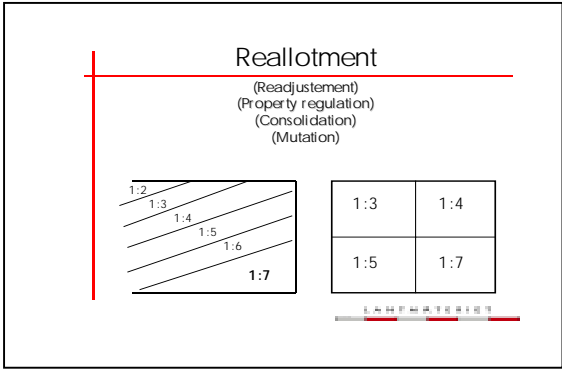 Reallotment
(Readjustement)
(Property regulation)
(Consolidation)
(Mutation)
1:2
1:3
1:4
1:5
1:6
1:7
1:3 1:4
1:5 1:7